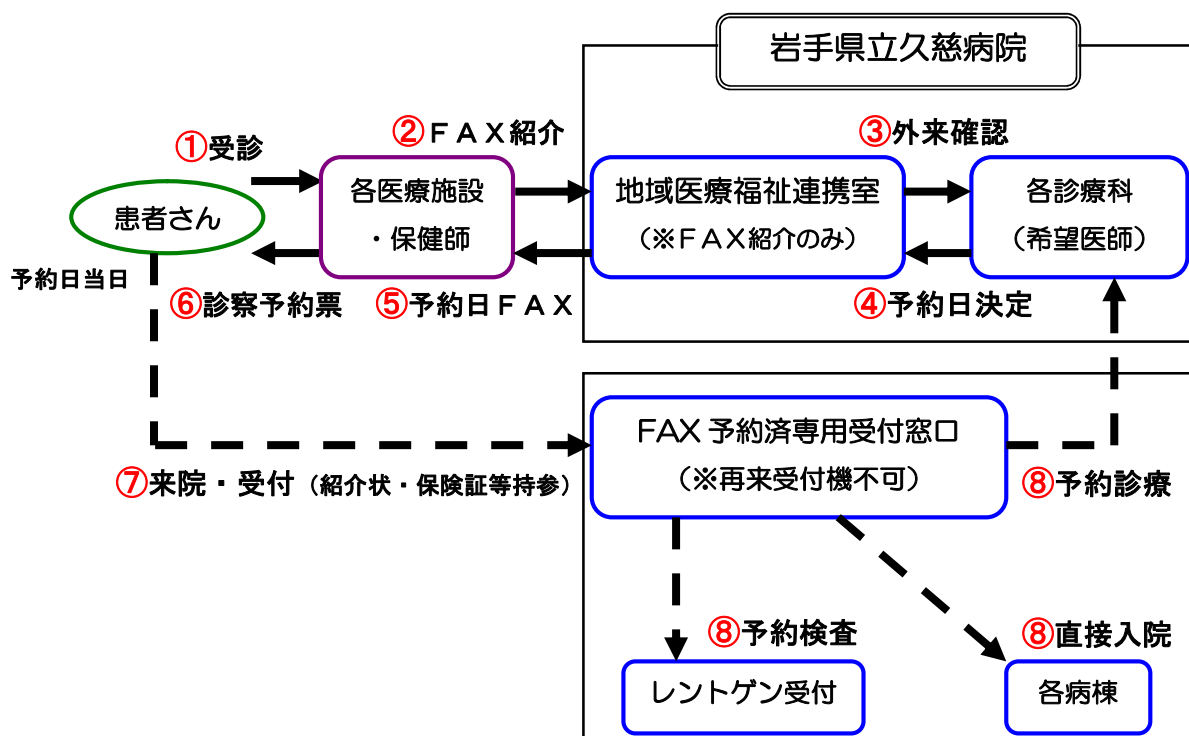 岩手県立久慈病院
①受診
②ＦＡＸ紹介
③外来確認
患者さん
各医療施設
・保健師
地域医療福祉連携室
（※ＦＡＸ紹介のみ）
各診療科
（希望医師）
予約日当日
⑥診察予約票
⑤予約日ＦＡＸ
④予約日決定
FAX 予約済専用受付窓口
（※再来受付機不可）
⑦来院・受付（紹介状・保険証等持参）
⑧予約診療
⑧予約検査
⑧直接入院
レントゲン受付
各病棟